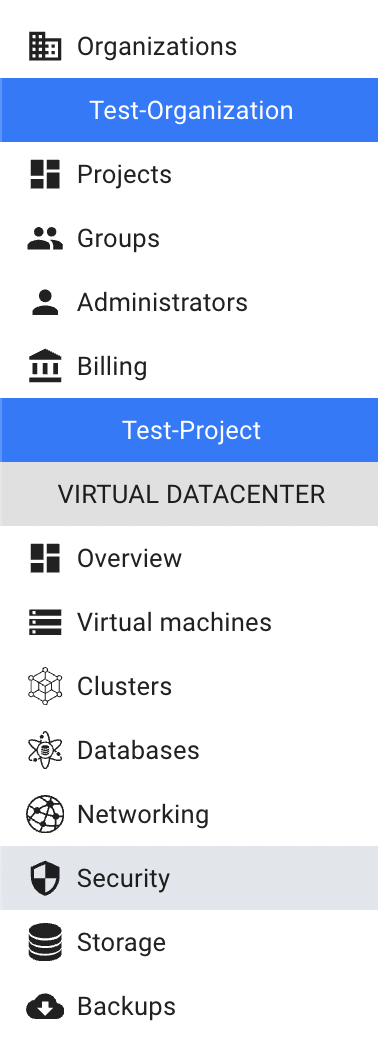 Organizations
Test-Organization
Projects
Groups
Administrators
Billing
Test-Project
VIRTUAL DATACENTER
Overview
Virtual machines
Clusters
Databases
Networking
Security
Storage
Backups